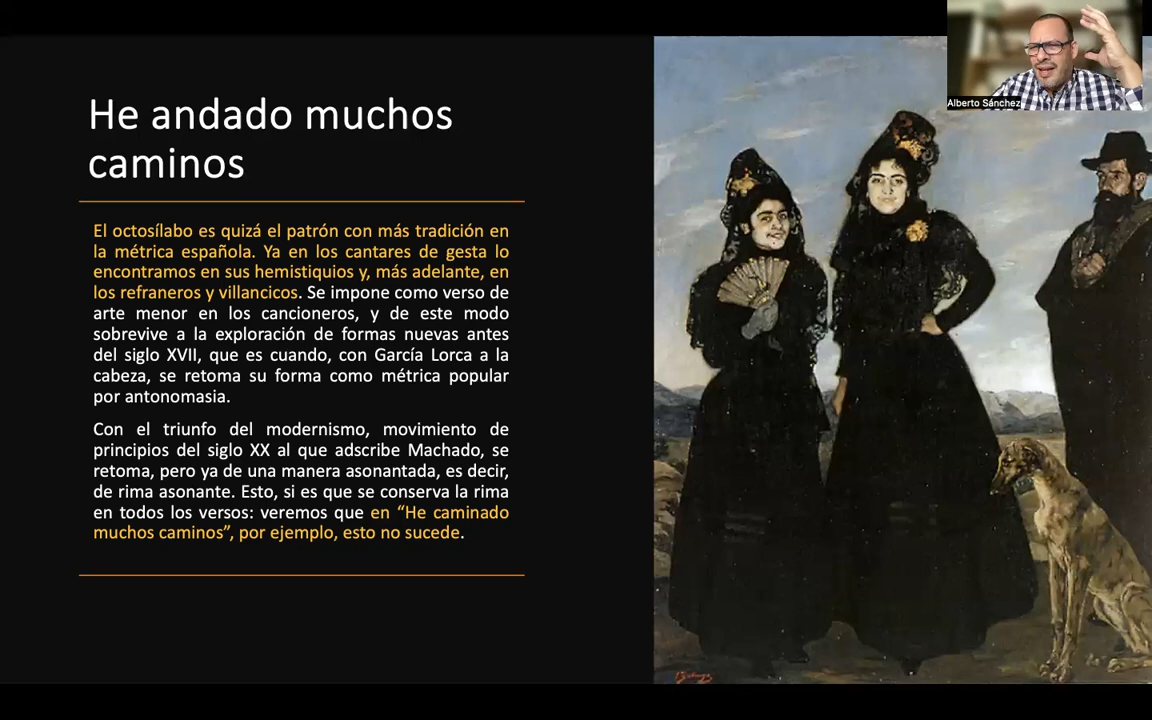 He andado muchos
caminos
El octosílabo es quizá el patrón con más tradición en
la métrica española. Ya en los cantares de gesta lo
encontramos en sus hemistiquios y, más adelante, en
los refraneros y villancicos. Se impone como verso de
arte menor en los cancioneros, y de este modo
sobrevive a la exploración de formas nuevas antes
del siglo XVII, que es cuando, con García Lorca a la
cabeza, se retoma su forma como métrica popular
por antonomasia.
Con el triunfo del modernismo, movimiento de
principios del siglo XX al que adscribe Machado, se
retoma, pero ya de una manera asonantada, es decir,
de rima asonante. Esto, si es que se conserva la rima
en todos los versos: veremos que en “He caminado
muchos caminos”, por ejemplo, esto no sucede.
Alberto Sánchez